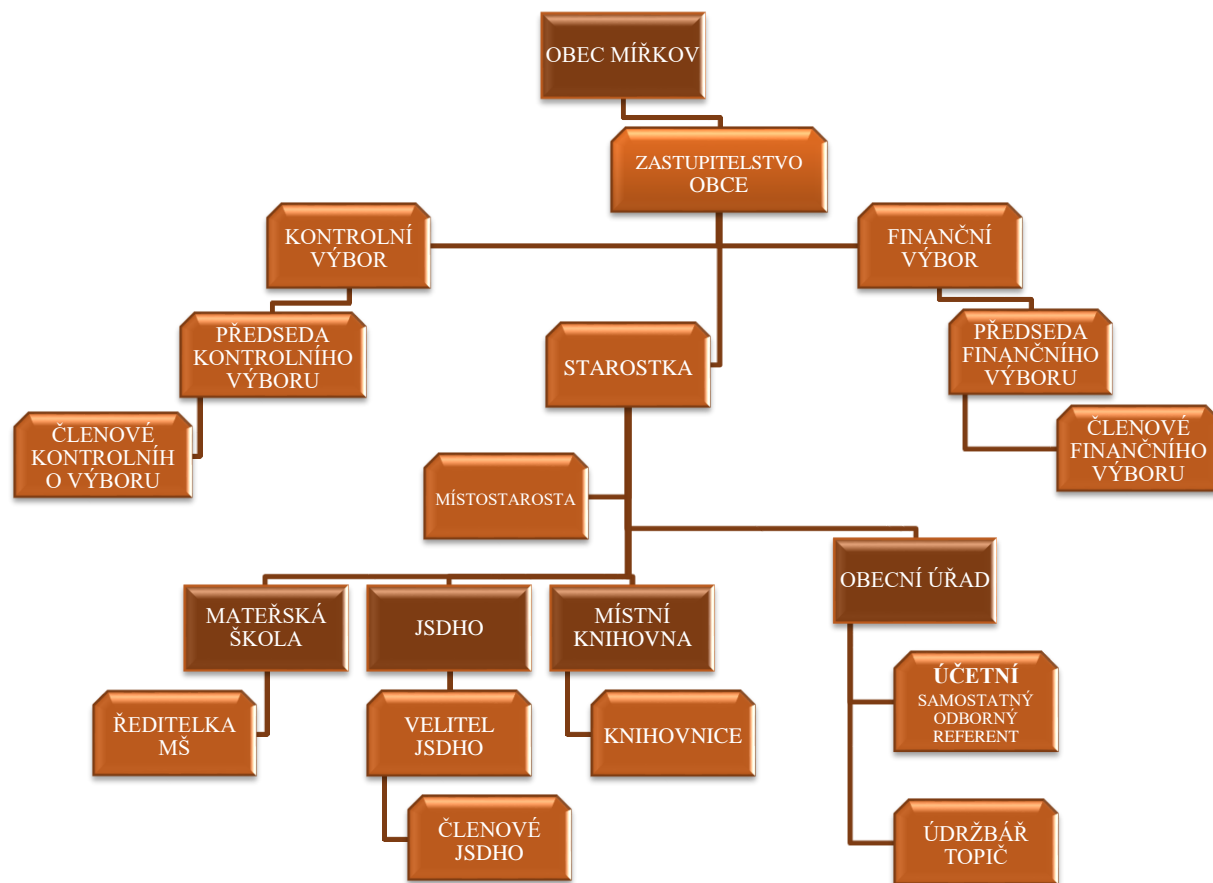 OBEC MÍŘKOV
ZASTUPITELSTVO
OBCE
KONTROLNÍ
VÝBOR
FINANČNÍ
VÝBOR
PŘEDSEDA
KONTROLNÍHO
VÝBORU
STAROSTKA
PŘEDSEDA
FINANČNÍHO
VÝBORU
ČLENOVÉ
KONTROLNÍH
O VÝBORU
ČLENOVÉ
FINANČNÍHO
VÝBORU
MÍSTOSTAROSTA
OBECNÍ ÚŘAD
MATEŘSKÁ
ŠKOLA
JSDHO
MÍSTNÍ
KNIHOVNA
ÚČETNÍ
SAMOSTATNÝ
ODBORNÝ
REFERENT
ŘEDITELKA
MŠ
VELITEL
JSDHO
KNIHOVNICE
ČLENOVÉ
JSDHO
ÚDRŽBÁŘ
TOPIČ